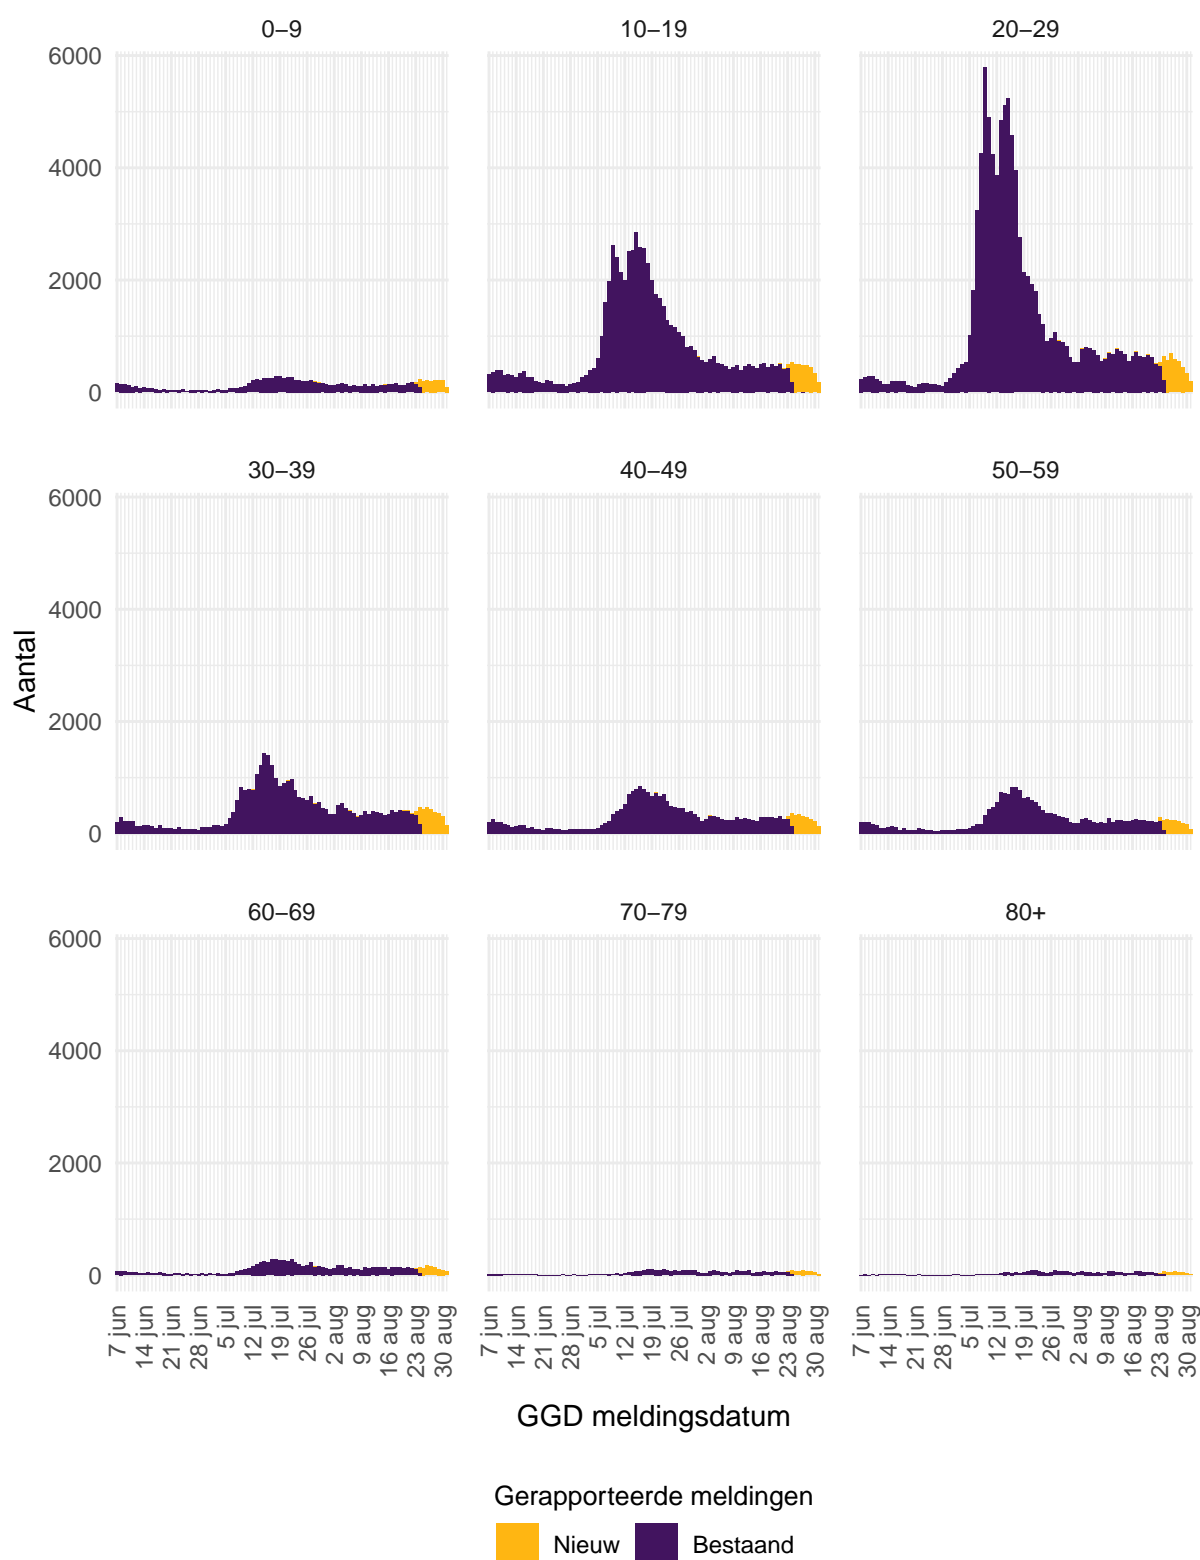 0−9 10−19 20−29
6000
4000
2000
0
30−39 40−49 50−59
6000
4000
2000
0
Aantal
60−69 70−79 80+
6000
4000
2000
0
7 jun 14 jun 21 jun 28 jun 5 jul 12 jul 19 jul 26 jul 2 aug 9 aug 16 aug 23 aug 30 aug
7 jun 14 jun 21 jun 28 jun 5 jul 12 jul 19 jul 26 jul 2 aug 9 aug 16 aug 23 aug 30 aug
7 jun 14 jun 21 jun 28 jun 5 jul 12 jul 19 jul 26 jul 2 aug 9 aug 16 aug 23 aug 30 aug
GGD meldingsdatum
Gerapporteerde meldingen
Nieuw Bestaand